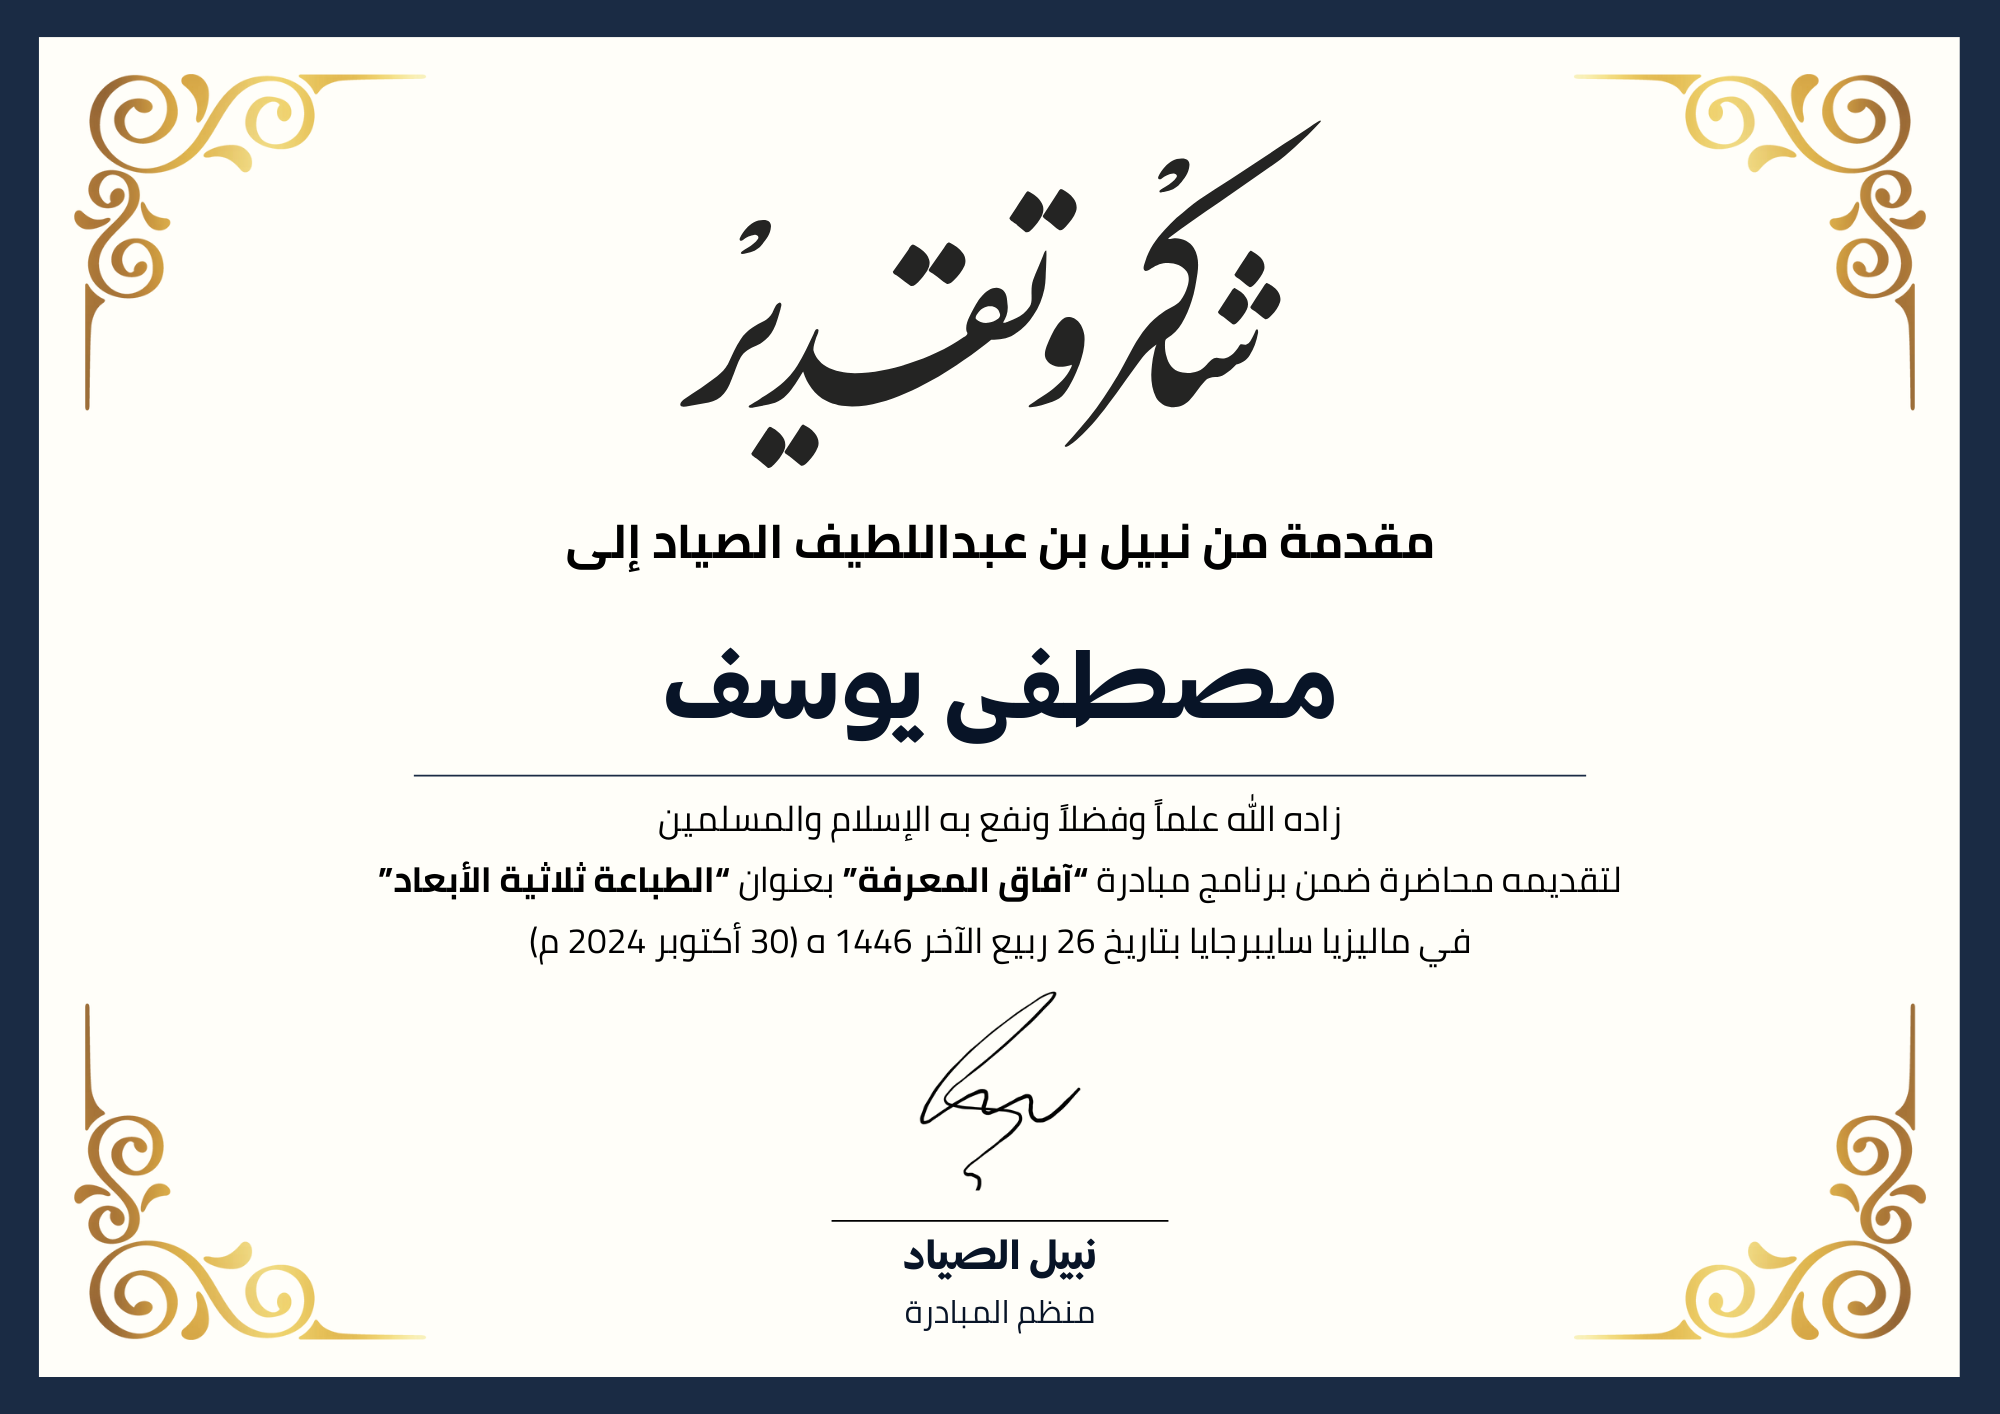 شكر وتقدير
مقدمة من نبيل بن عبداللطيف الصياد إلى
مصطفى يوسف
زاده الله علماً وفضلاً ونفع به الإسلام والمسلمين
لتقديمه محاضرة ضمن برنامج مبادرة “آفاق المعرفة” بعنوان “الطباعة ثلاثية الأبعاد”
في ماليزيا سايبرجايا بتاريخ 26 ربيع الآخر 1446 ه (30 أكتوبر 2024 م)
نبيل الصياد
منظم المبادرة